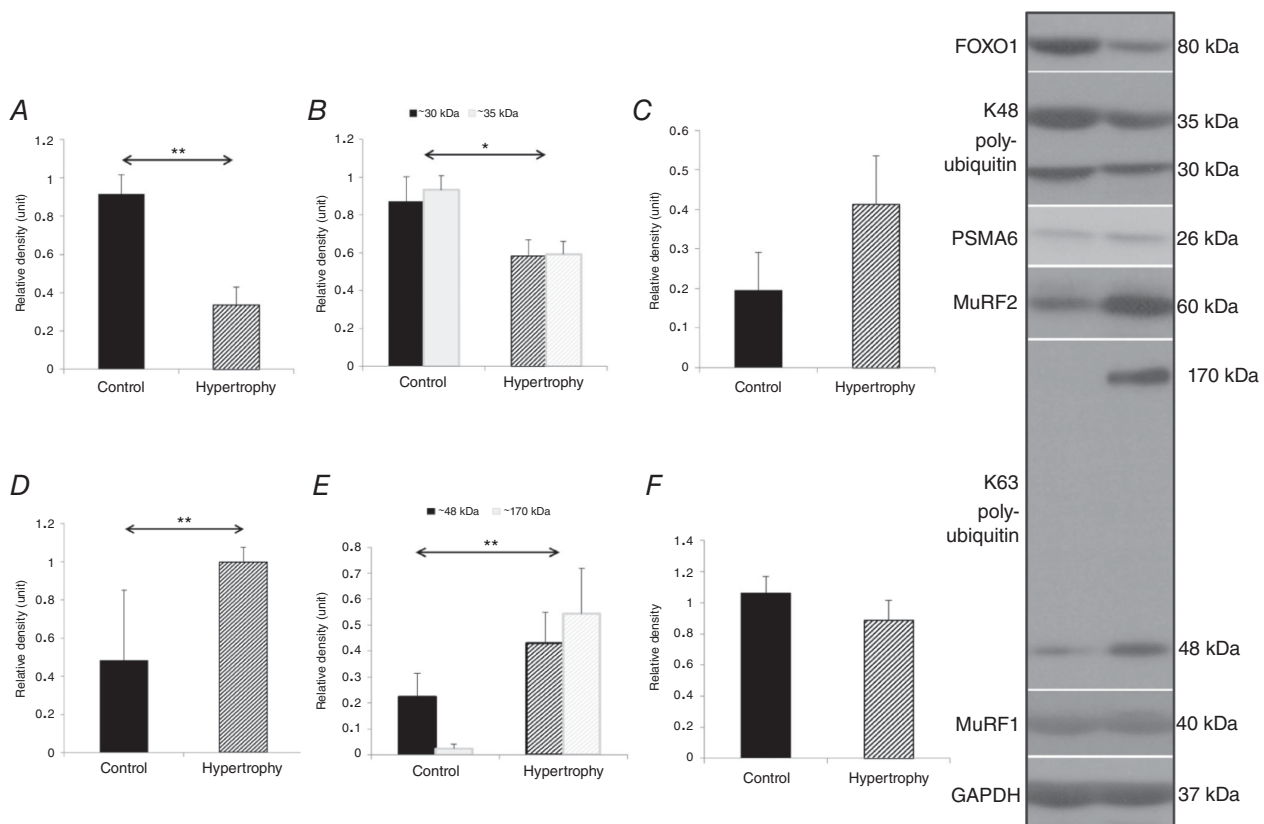 A
Relative density (unit)
1.2
1
0.8
0.6
0.4
0.2
0
**
Control
Hypertrophy
B
~30 kDa
~35 kDa
Relative density (unit)
1.2
1
0.8
0.6
0.4
0.2
0
*
Control
Hypertrophy
C
Relative density (unit)
0.6
0.5
0.4
0.3
0.2
0.1
0
Control
Hypertrophy
D
Relative density (unit)
1.2
1
0.8
0.6
0.4
0.2
0
**
Control
Hypertrophy
E
~48 kDa
~170 kDa
Relative density (unit)
0.8
0.7
0.6
0.5
0.4
0.3
0.2
0.1
0
**
Control
Hypertrophy
F
Relative density
1.4
1.2
1
0.8
0.6
0.4
0.2
0
Control
Hypertrophy
FOXO1
80 kDa
K48
poly-
ubiquitin
35 kDa
30 kDa
PSMA6
26 kDa
MuRF2
60 kDa
170 kDa
K63
poly-
ubiquitin
48 kDa
MuRF1
40 kDa
GAPDH
37 kDa